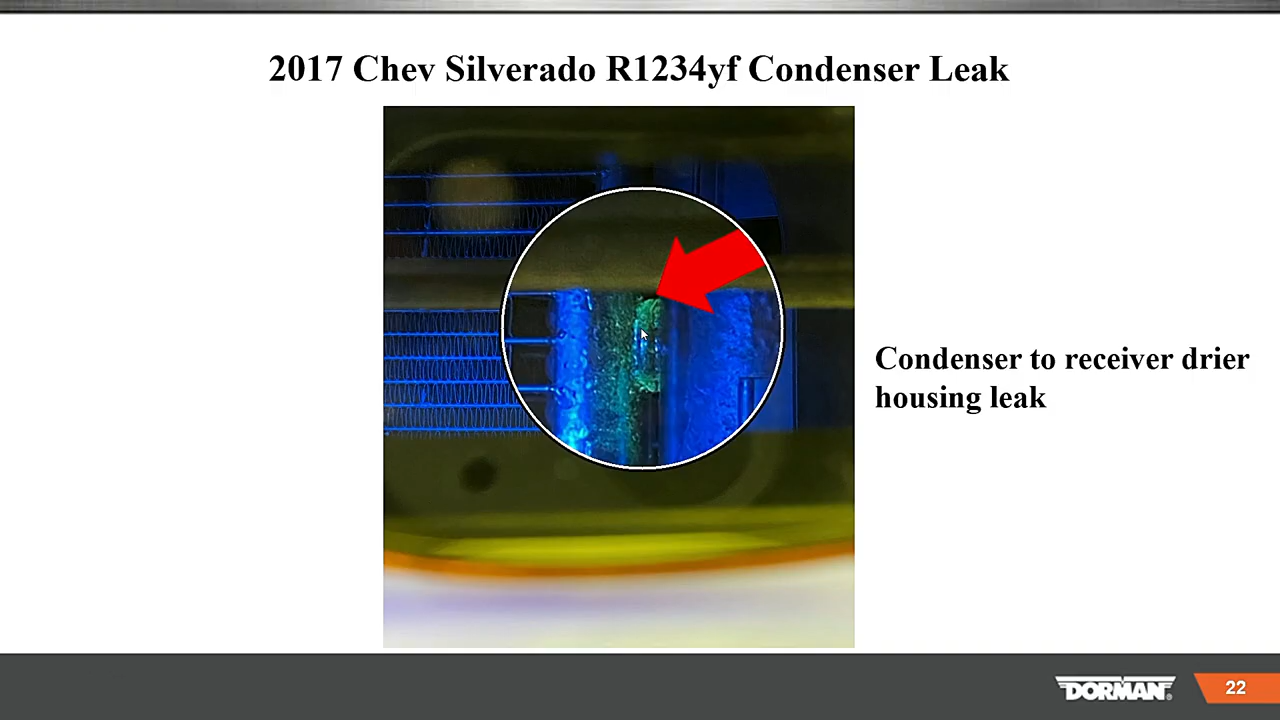 2017 Chev Silverado R1234yf Condenser Leak
Condenser to receiver drier
housing leak
DORMAN
22